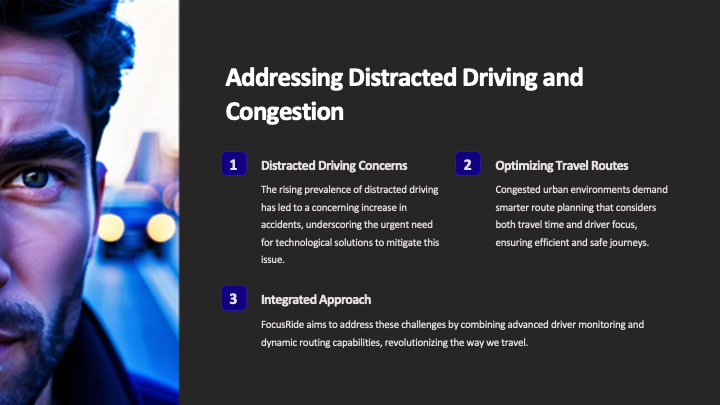 Addressing Distracted Driving and
Congestion
1
Distracted Driving Concerns
The rising prevalence of distracted driving
has led to a concerning increase in
accidents, underscoring the urgent need
for technological solutions to mitigate this
issue.
2
Optimizing Travel Routes
Congested urban environments demand
smarter route planning that considers
both travel time and driver focus,
ensuring efficient and safe journeys.
3
Integrated Approach
FocusRide aims to address these challenges by combining advanced driver monitoring and
dynamic routing capabilities, revolutionizing the way we travel.